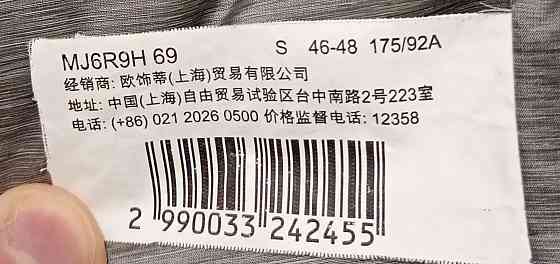 MJ6R9H 69 S 46-48 175/92A
经销商: 欧饰蒂(上海)贸易有限公司
地址: 中国(上海)自由贸易试验区台中南路2号223室
电话: (+86) 021 2026 0500 价格监督电话: 12358
2 990033 242455